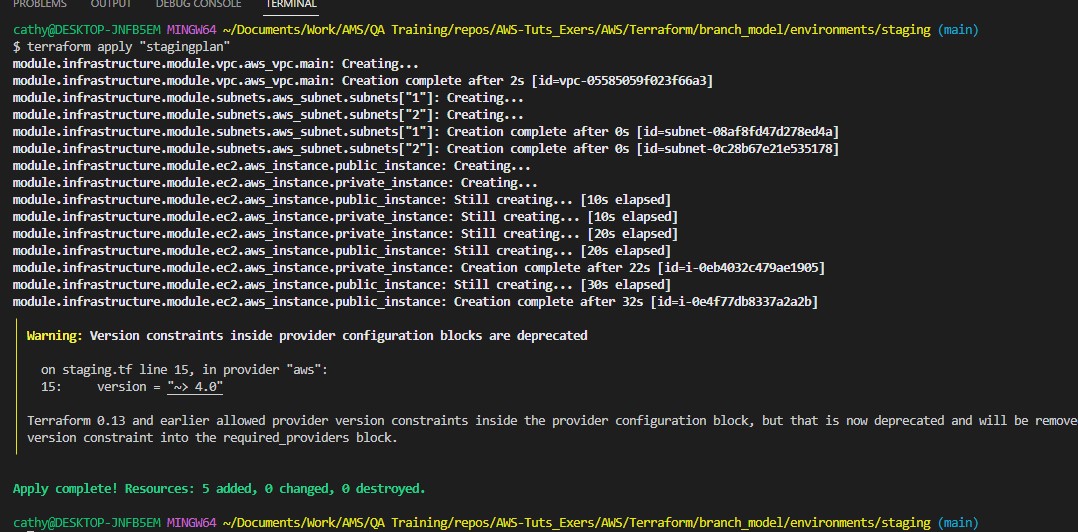 PROBLEMS OUTPUT DEBUG CONSOLE TERMINAL
cathy@DESKTOP-JNFB5EM MINGW64 ~/Documents/Work/AMS/QA Training/repos/AWS-Tuts_Exers/AWS/Terraform/branch_model/environments/staging (main)
$ terraform apply "stagingplan"
module.infrastructure.module.vpc.aws_vpc.main: Creating...
module.infrastructure.module.vpc.aws_vpc.main: Creation complete after 2s [id=vpc-05585059f023f66a3]
module.infrastructure.module.subnets.aws_subnet.subnets["1"]: Creating...
module.infrastructure.module.subnets.aws_subnet.subnets["2"]: Creating...
module.infrastructure.module.subnets.aws_subnet.subnets["1"]: Creation complete after 0s [id=subnet-08af8fd47d278ed4a]
module.infrastructure.module.subnets.aws_subnet.subnets["2"]: Creation complete after 0s [id=subnet-0c28b67e21e535178]
module.infrastructure.module.ec2.aws_instance.public_instance: Creating...
module.infrastructure.module.ec2.aws_instance.private_instance: Creating...
module.infrastructure.module.ec2.aws_instance.public_instance: Still creating... [10s elapsed]
module.infrastructure.module.ec2.aws_instance.private_instance: Still creating... [10s elapsed]
module.infrastructure.module.ec2.aws_instance.private_instance: Still creating... [20s elapsed]
module.infrastructure.module.ec2.aws_instance.public_instance: Still creating... [20s elapsed]
module.infrastructure.module.ec2.aws_instance.private_instance: Creation complete after 22s [id=i-0eb4032c479ae1905]
module.infrastructure.module.ec2.aws_instance.public_instance: Still creating... [30s elapsed]
module.infrastructure.module.ec2.aws_instance.public_instance: Creation complete after 32s [id=i-0e4f77db8337a2a2b]
Warning: Version constraints inside provider configuration blocks are deprecated
on staging.tf line 15, in provider "aws":
15: version = "~> 4.0"
Terraform 0.13 and earlier allowed provider version constraints inside the provider configuration block, but that is now deprecated and will be remove
version constraint into the required_providers block.
Apply complete! Resources: 5 added, 0 changed, 0 destroyed.
cathy@DESKTOP-JNFB5EM MINGW64 ~/Documents/Work/AMS/QA Training/repos/AWS-Tuts_Exers/AWS/Terraform/branch_model/environments/staging (main)